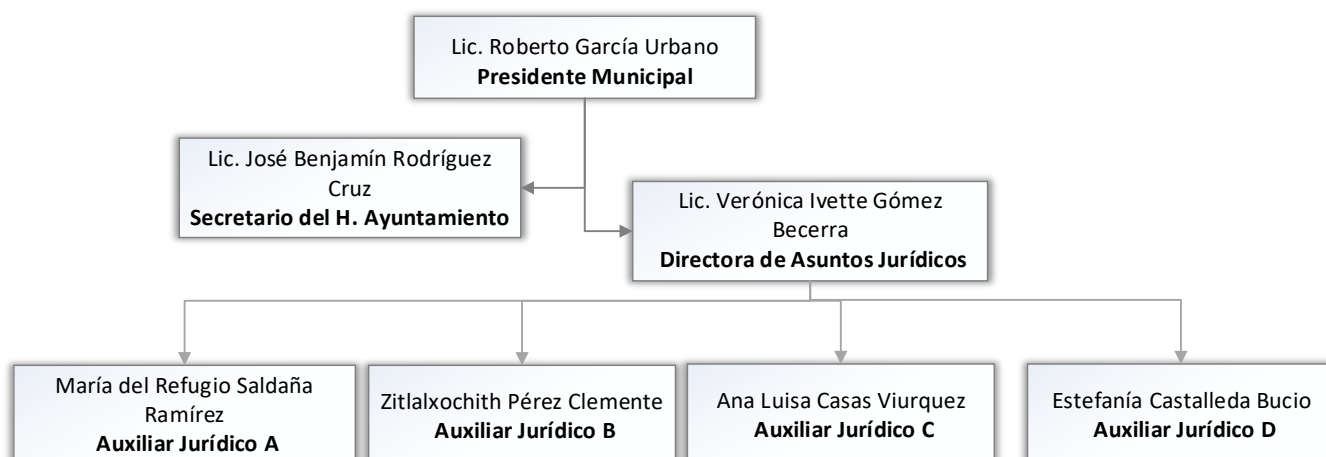 Lic. Roberto García Urbano
Presidente Municipal
Lic. José Benjamín Rodríguez
Cruz
Secretario del H. Ayuntamiento
Lic. Verónica Ivette Gómez
Becerra
Directora de Asuntos Jurídicos
María del Refugio Saldaña
Ramírez
Auxiliar Jurídico A
Zitlalxochith Pérez Clemente
Auxiliar Jurídico B
Ana Luisa Casas Viurquez
Auxiliar Jurídico C
Estefanía Castalleda Bucio
Auxiliar Jurídico D